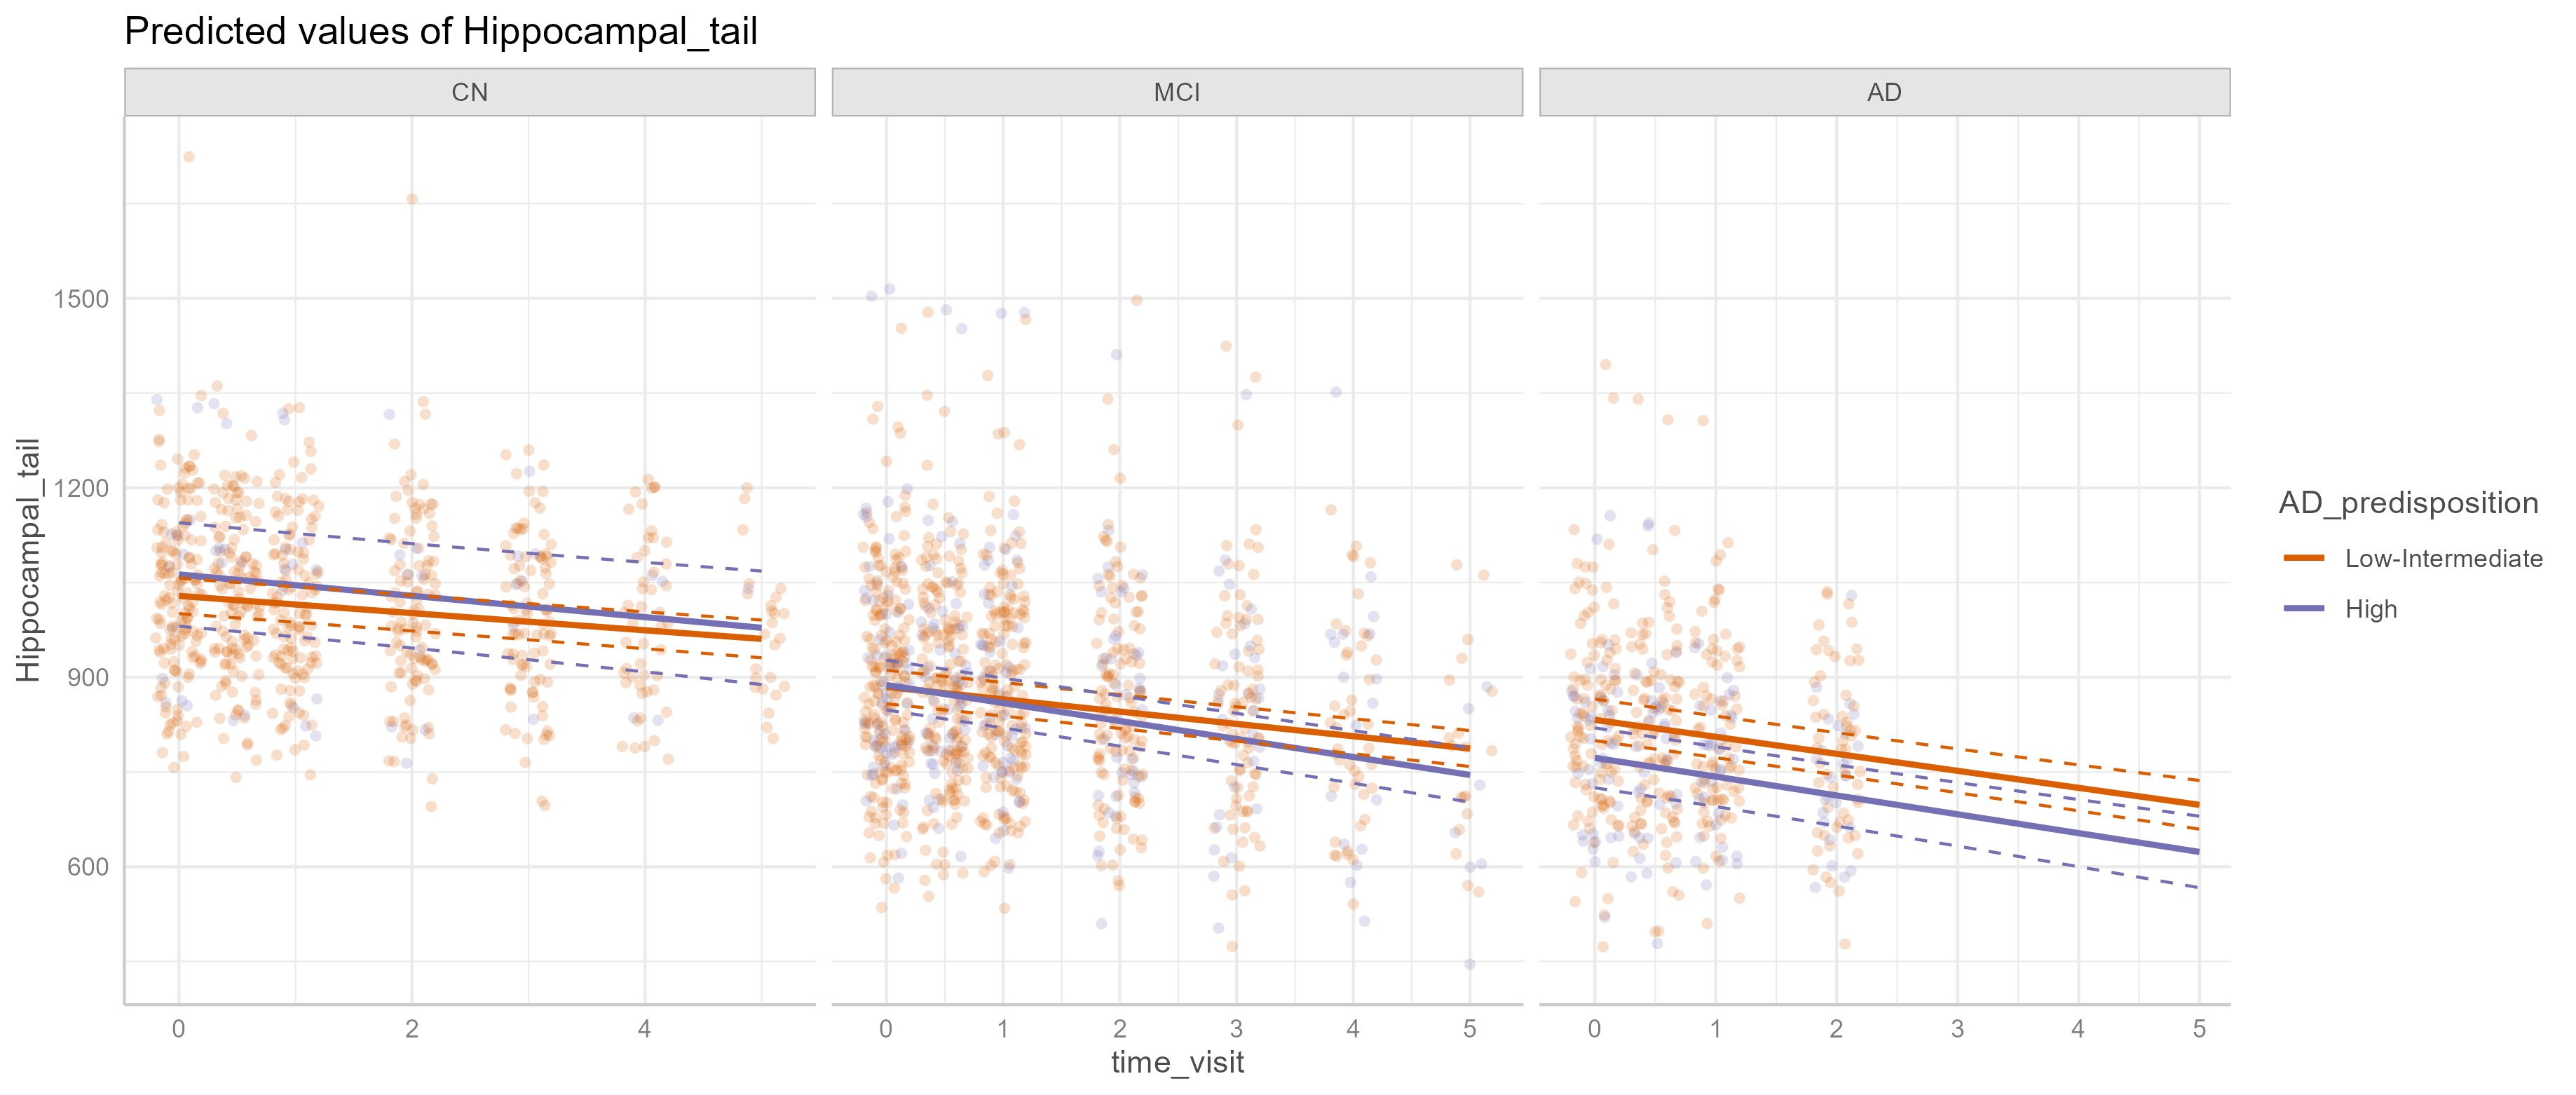 Predicted values of Hippocampal_tail
CN
MCI
AD
Hippocampal_tail
1500
1200
900
600
0 2 4
0 1 2 3 4 5
0 1 2 3 4 5
time_visit
AD_predisposition
Low-Intermediate
High